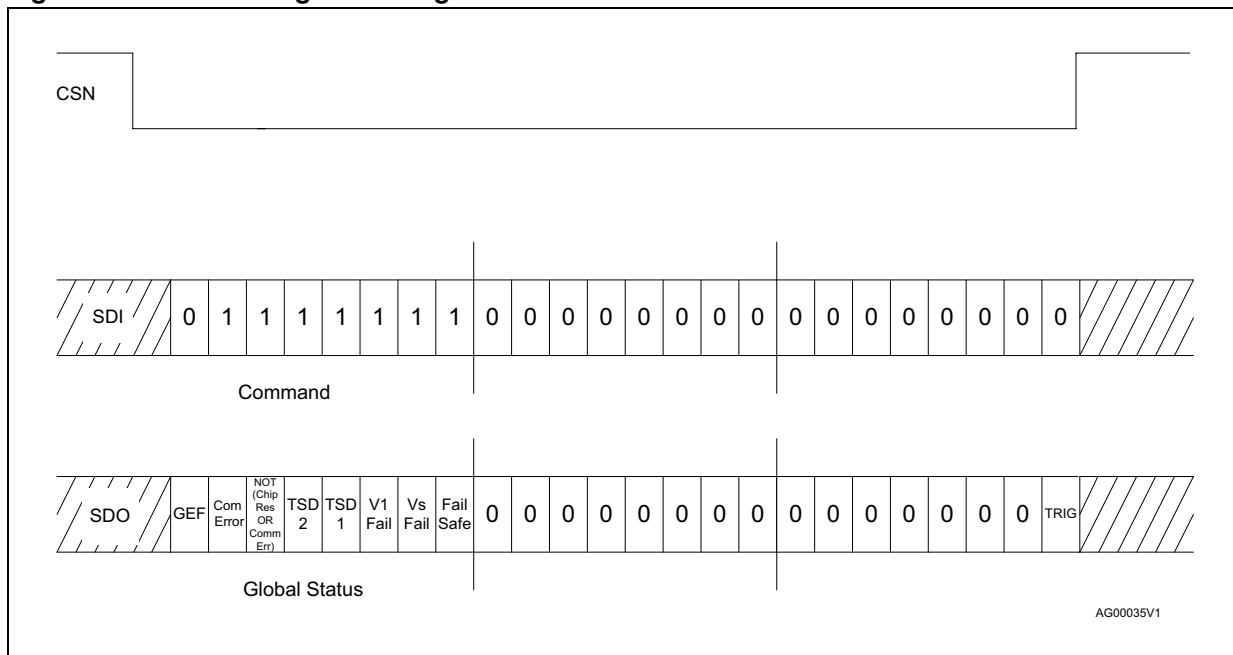 CSN
SDI 0 1 1 1 1 1 1 1 0 0 0 0 0 0 0 0 0 0 0 0 0 0 0 0
Command
SDO GEF Com Error NOT (Chip Res OR Comm Err) TSD 2 TSD 1 V1 Fail Vs Fail Fail Safe 0 0 0 0 0 0 0 0 0 0 0 0 0 0 0 TRIG
Global Status
AG00035V1